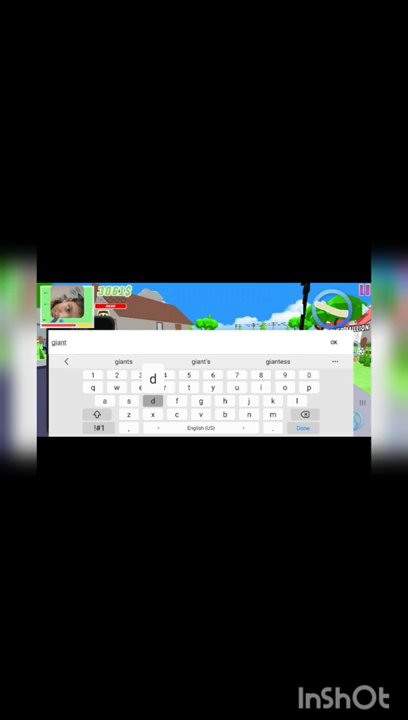 giant
OK
giants
giant's
giantess
1 2 3 4 5 6 7 8 9 0
d
q w e r t y u i o p
a s d f g h j k l
z x c v b n m
!#1 , English (US) . Done
InShOt